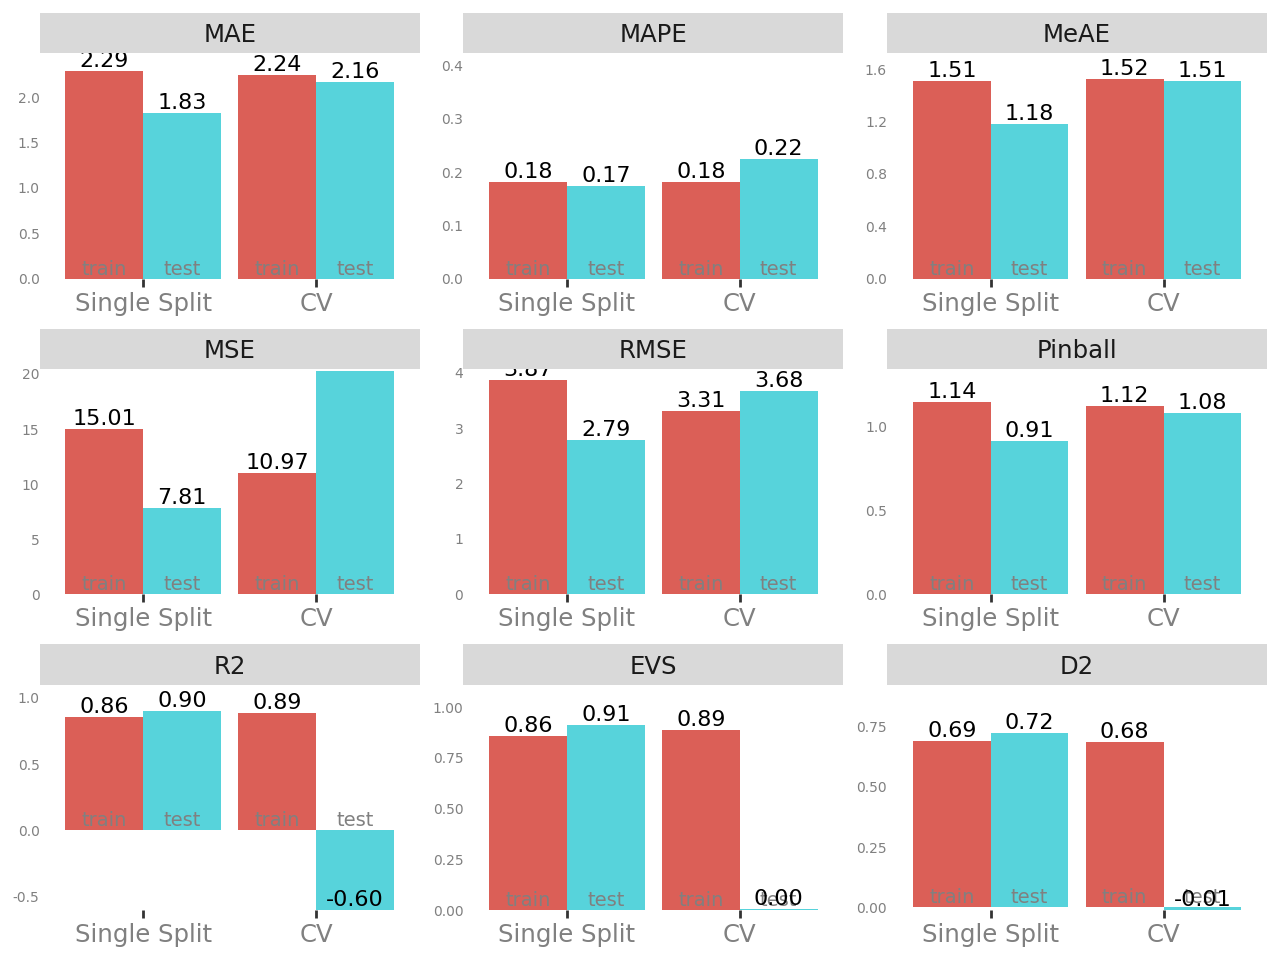 MAE MAPE MeAE
2.29 1.83 2.24 2.16
2.0
1.5
1.0
0.5
0.0
train test train test
Single Split CV
0.4
0.3
0.2
0.1
0.0
0.18 0.17 0.18 0.22
train test train test
Single Split CV
1.6
1.2
0.8
0.4
0.0
1.51 1.18 1.52 1.51
train test train test
Single Split CV
MSE RMSE Pinball
20
15
10
5
0
15.01 7.81 10.97
train test train test
Single Split CV
4
3
2
1
0
3.87 2.79 3.31 3.68
train test train test
Single Split CV
1.0
0.5
0.0
1.14 0.91 1.12 1.08
train test train test
Single Split CV
R2 EVS D2
1.0
0.5
0.0
-0.5
0.86 0.90 0.89 -0.60
train test train test
Single Split CV
1.00
0.75
0.50
0.25
0.00
0.86 0.91 0.89 0.00
train test train test
Single Split CV
0.75
0.50
0.25
0.00
0.69 0.72 0.68 -0.01
train test train test
Single Split CV